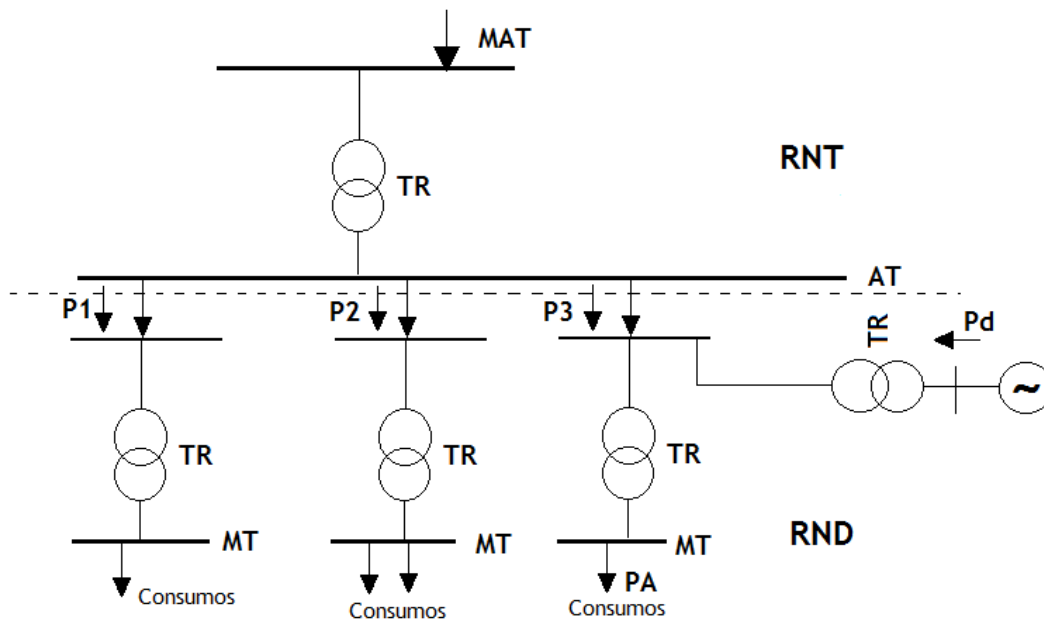 MAT
TR
RNT
AT
P1
P2
P3
TR
Pd
~
TR
TR
TR
MT
MT
MT
RND
Consumos
Consumos
PA
Consumos